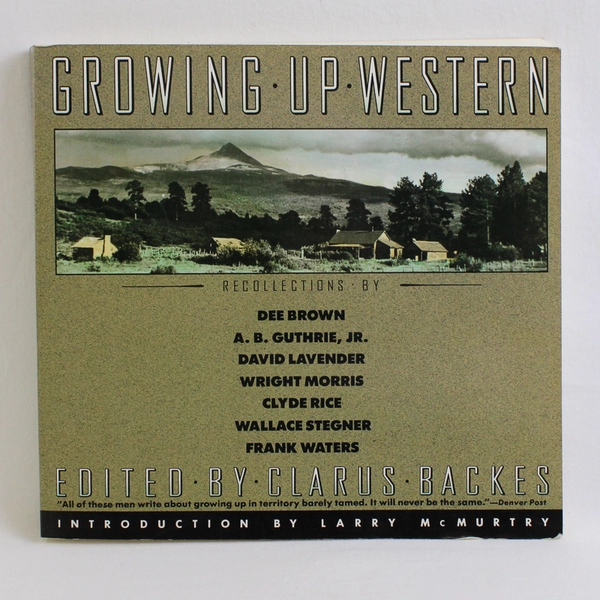 GROWING·UP·WESTERN
RECOLLECTIONS·BY
DEE BROWN
A. B. GUTHRIE, JR.
DAVID LAVENDER
WRIGHT MORRIS
CLYDE RICE
WALLACE STEGNER
FRANK WATERS
EDITED·BY·CLARUS·BACKES
"All of these men write about growing up in territory barely tamed. It will never be the same."—Denver Post
INTRODUCTION BY LARRY McMURTRY